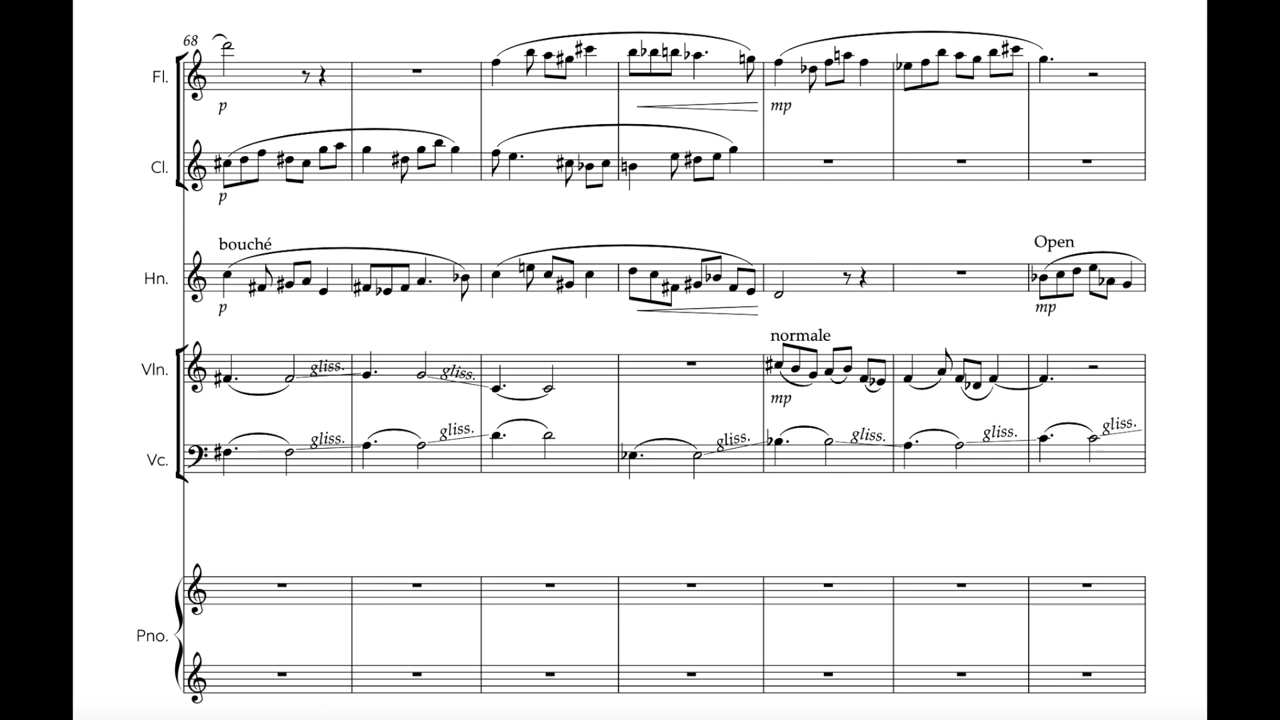 68
Fl.
p
mp
Cl.
p
bouché
Open
Hn.
p
mp
normale
Vln.
gliss.
gliss.
mp
gliss.
gliss.
gliss.
gliss.
gliss.
gliss.
Vc.
Pno.